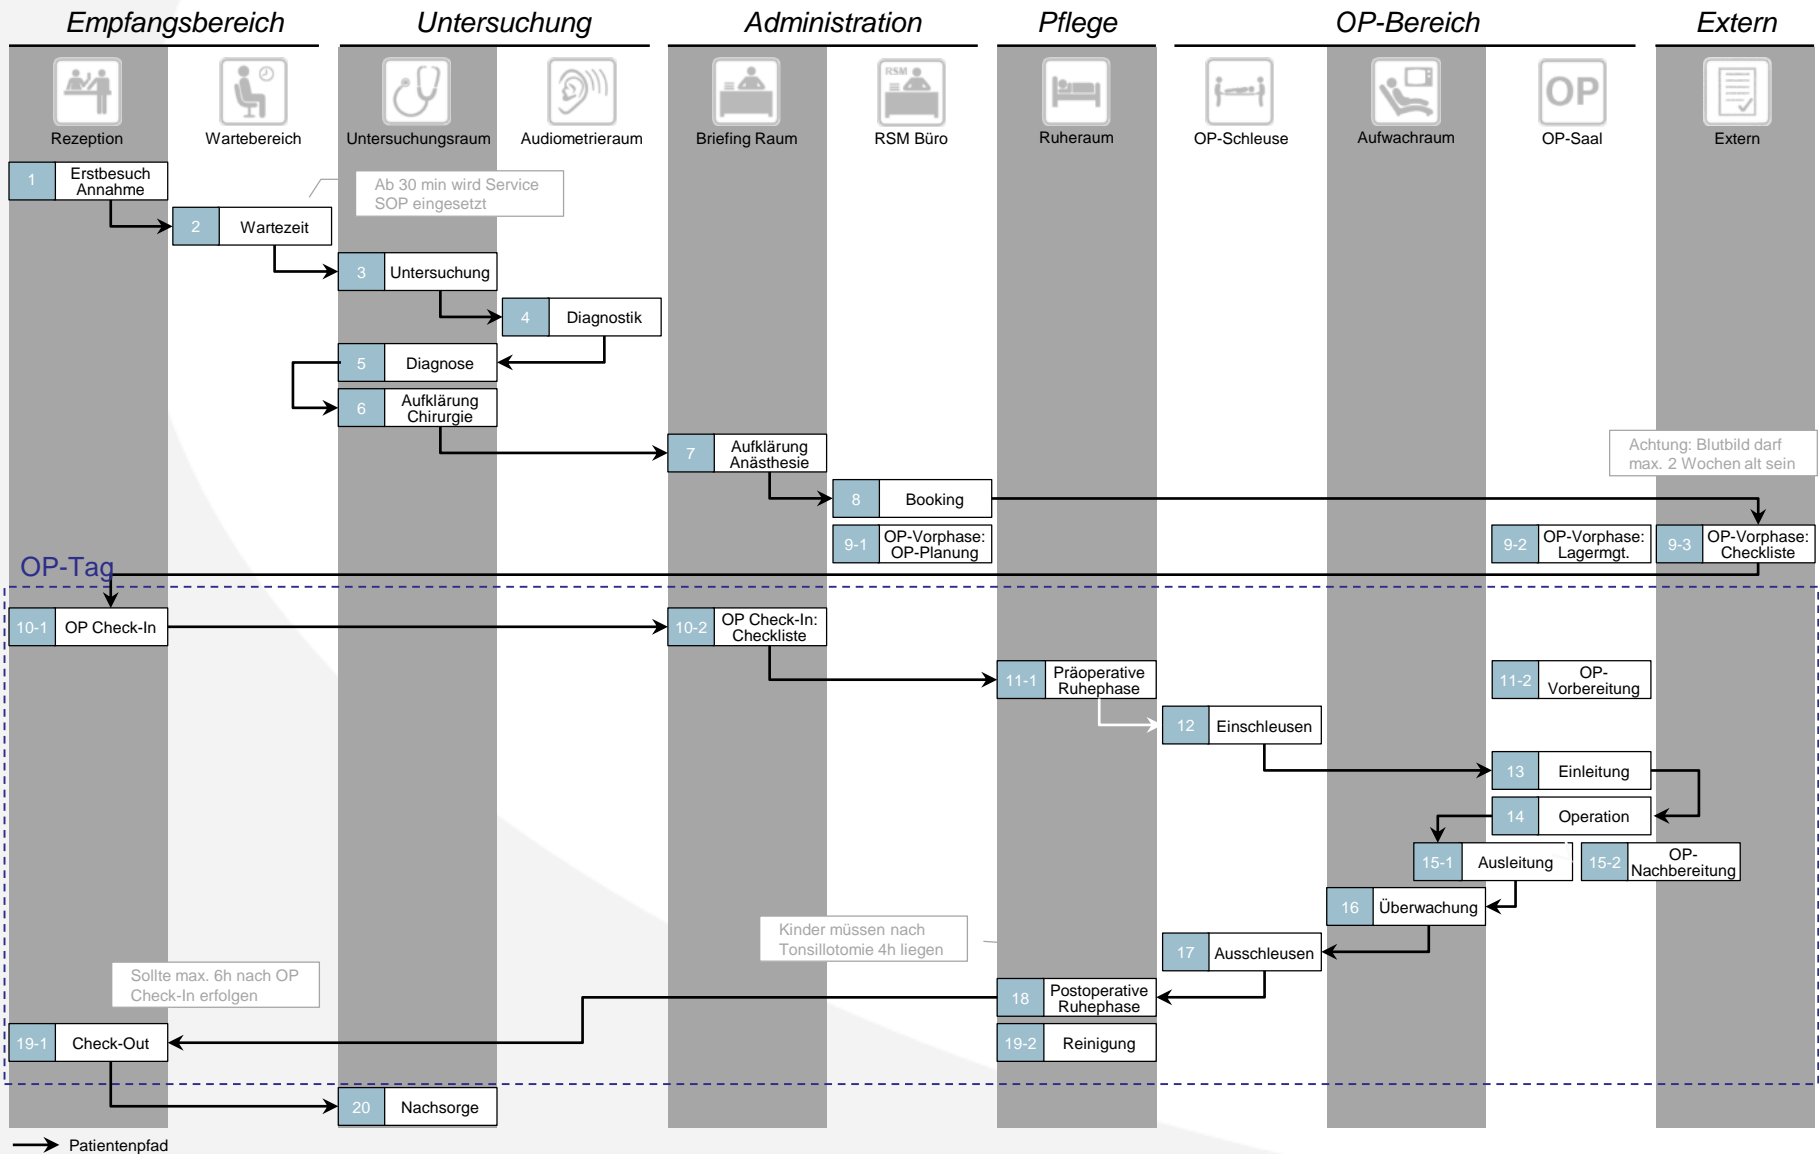 Empfangsbereich
Untersuchung
Administration
Pflege
OP-Bereich
Extern
RSM
OP
Rezeption
Wartebereich
Untersuchungsraum
Audiometrieraum
Briefing Raum
RSM Büro
Ruheraum
OP-Schleuse
Aufwachraum
OP-Saal
Extern
1
Erstbesuch
Annahme
Ab 30 min wird Service
SOP eingesetzt
2
Wartezeit
3
Untersuchung
4
Diagnostik
5
Diagnose
6
Aufklärung
Chirurgie
7
Aufklärung
Anästhesie
Achtung: Blutbild darf
max. 2 Wochen alt sein
8
Booking
9-1
OP-Vorphase:
OP-Planung
9-2
OP-Vorphase:
Lagermgt.
9-3
OP-Vorphase:
Checkliste
OP-Tag
10-1
OP Check-In
10-2
OP Check-In:
Checkliste
11-1
Präoperative
Ruhephase
11-2
OP-
Vorbereitung
12
Einschleusen
13
Einleitung
14
Operation
15-1
Ausleitung
15-2
OP-
Nachbereitung
16
Überwachung
Kinder müssen nach
Tonsillotomie 4h liegen
17
Ausschleusen
Sollte max. 6h nach OP
Check-In erfolgen
18
Postoperative
Ruhephase
19-1
Check-Out
19-2
Reinigung
20
Nachsorge
Patientenpfad